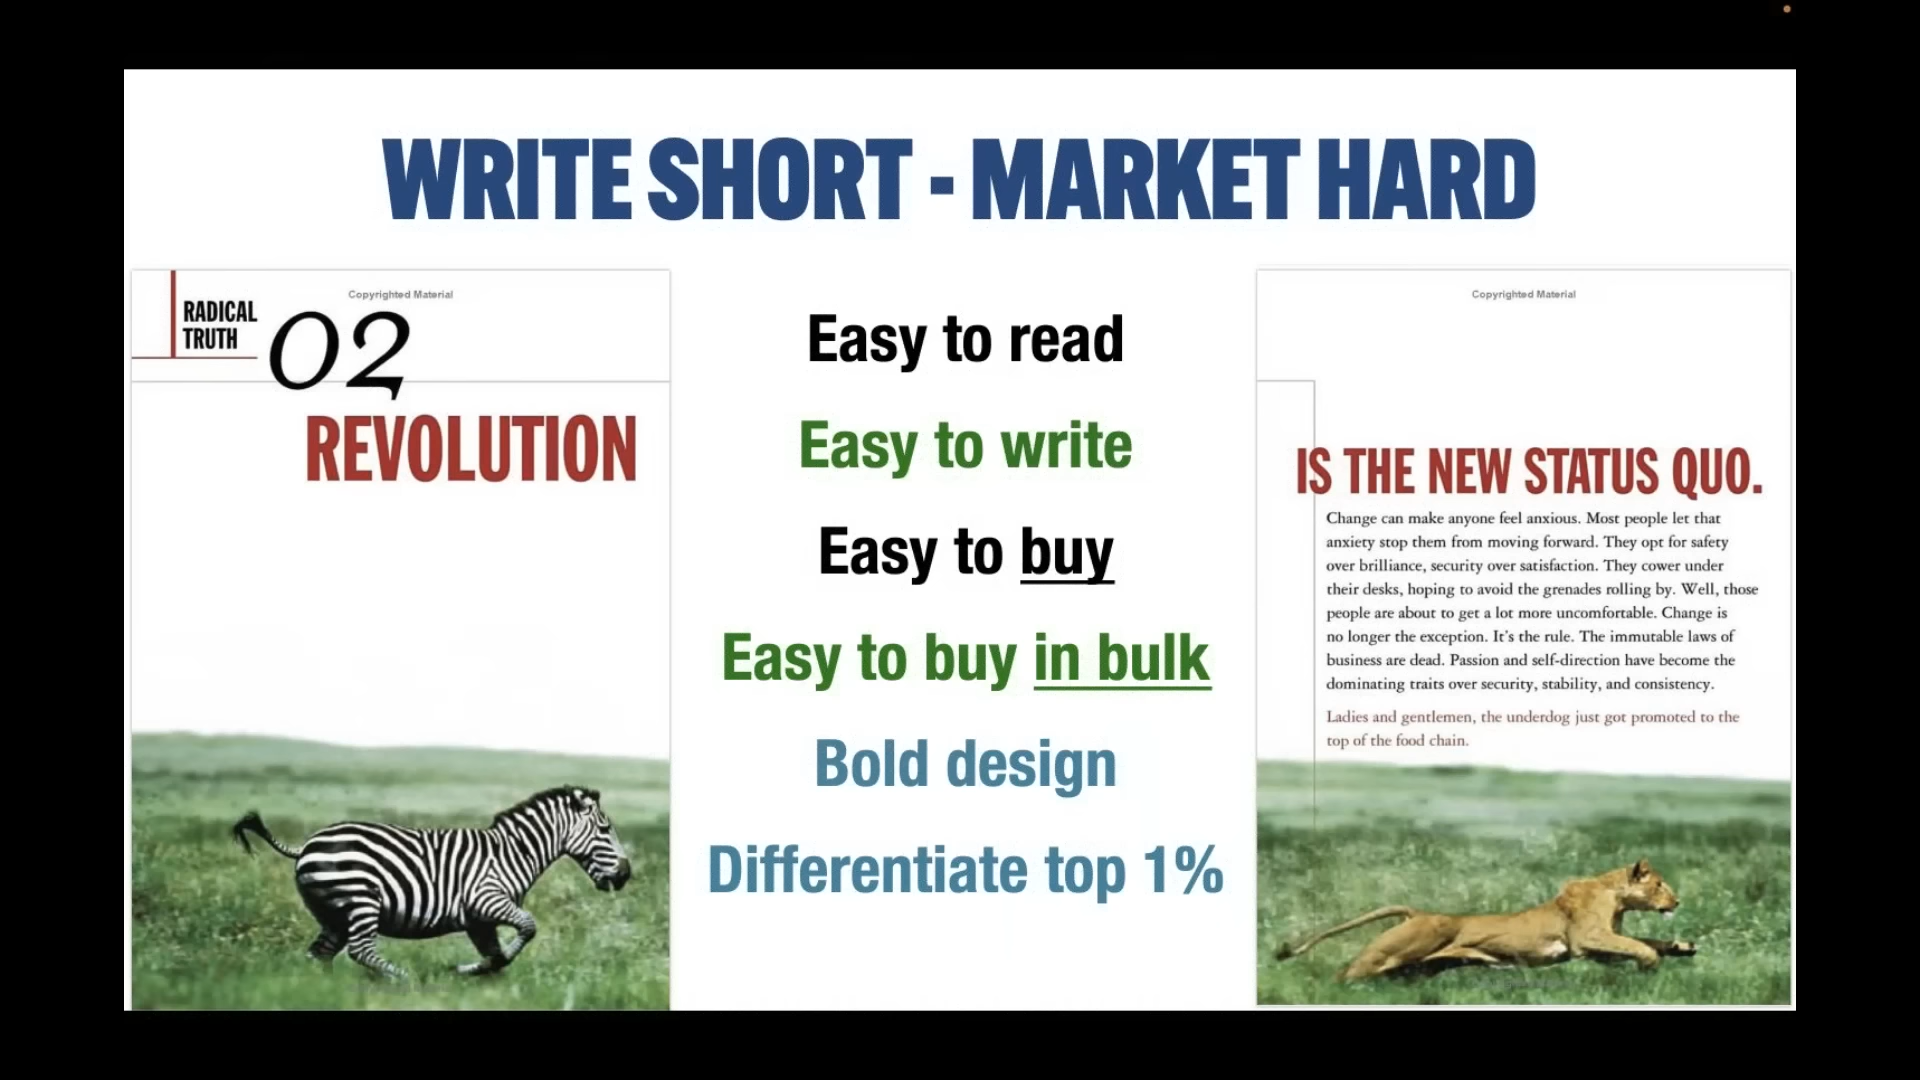 WRITE SHORT - MARKET HARD
Copyrighted Material
RADICAL
TRUTH
02
REVOLUTION
Easy to read
Easy to write
Easy to buy
Easy to buy in bulk
Bold design
Differentiate top 1%
Copyrighted Material
IS THE NEW STATUS QUO.
Change can make anyone feel anxious. Most people let that
anxiety stop them from moving forward. They opt for safety
over brilliance, security over satisfaction. They cower under
their desks, hoping to avoid the grenades rolling by. Well, those
people are about to get a lot more uncomfortable. Change is
no longer the exception. It's the rule. The immutable laws of
business are dead. Passion and self-direction have become the
dominating traits over security, stability, and consistency.
Ladies and gentlemen, the underdog just got promoted to the
top of the food chain.